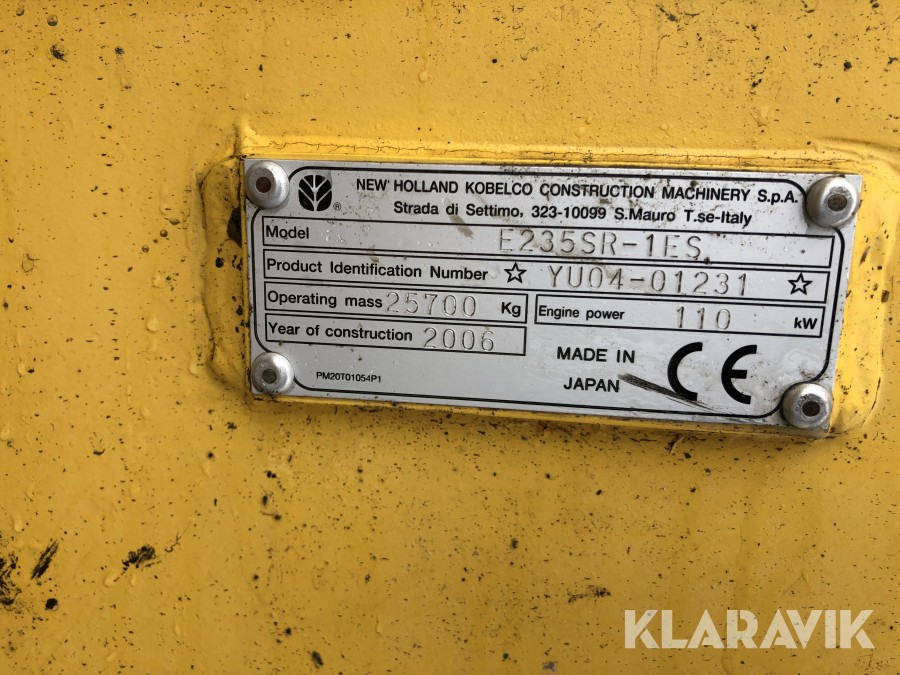 NEW HOLLAND KOBELCO CONSTRUCTION MACHINERY S.p.A.
Strada di Settimo, 323-10099 S.Mauro T.se-Italy
®
Model E235SR-1ES
Product Identification Number ☆ YU04-01231 ☆
Operating mass 25700 Kg
Engine power 110 kW
Year of construction 2006
MADE IN
JAPAN
CE
PM20T01054P1
KLARAVIK